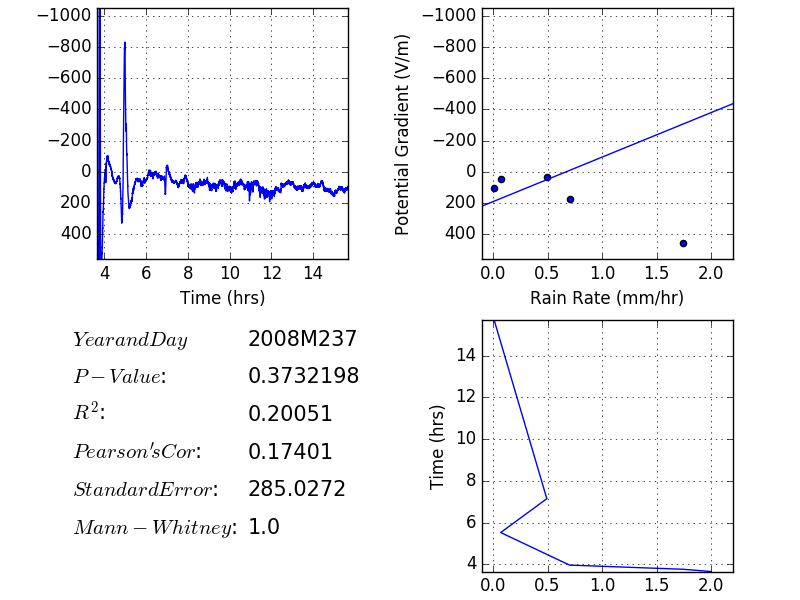 −1000
−800
−600
−400
−200
0
200
400
4 6 8 10 12 14
Time (hrs)
Potential Gradient (V/m)
−1000
−800
−600
−400
−200
0
200
400
0.0 0.5 1.0 1.5 2.0
Rain Rate (mm/hr)
YearandDay 2008M237
P − Value: 0.3732198
R²: 0.20051
Pearson'sCor: 0.17401
StandardError: 285.0272
Mann − Whitney: 1.0
Time (hrs)
14
12
10
8
6
4
0.0 0.5 1.0 1.5 2.0